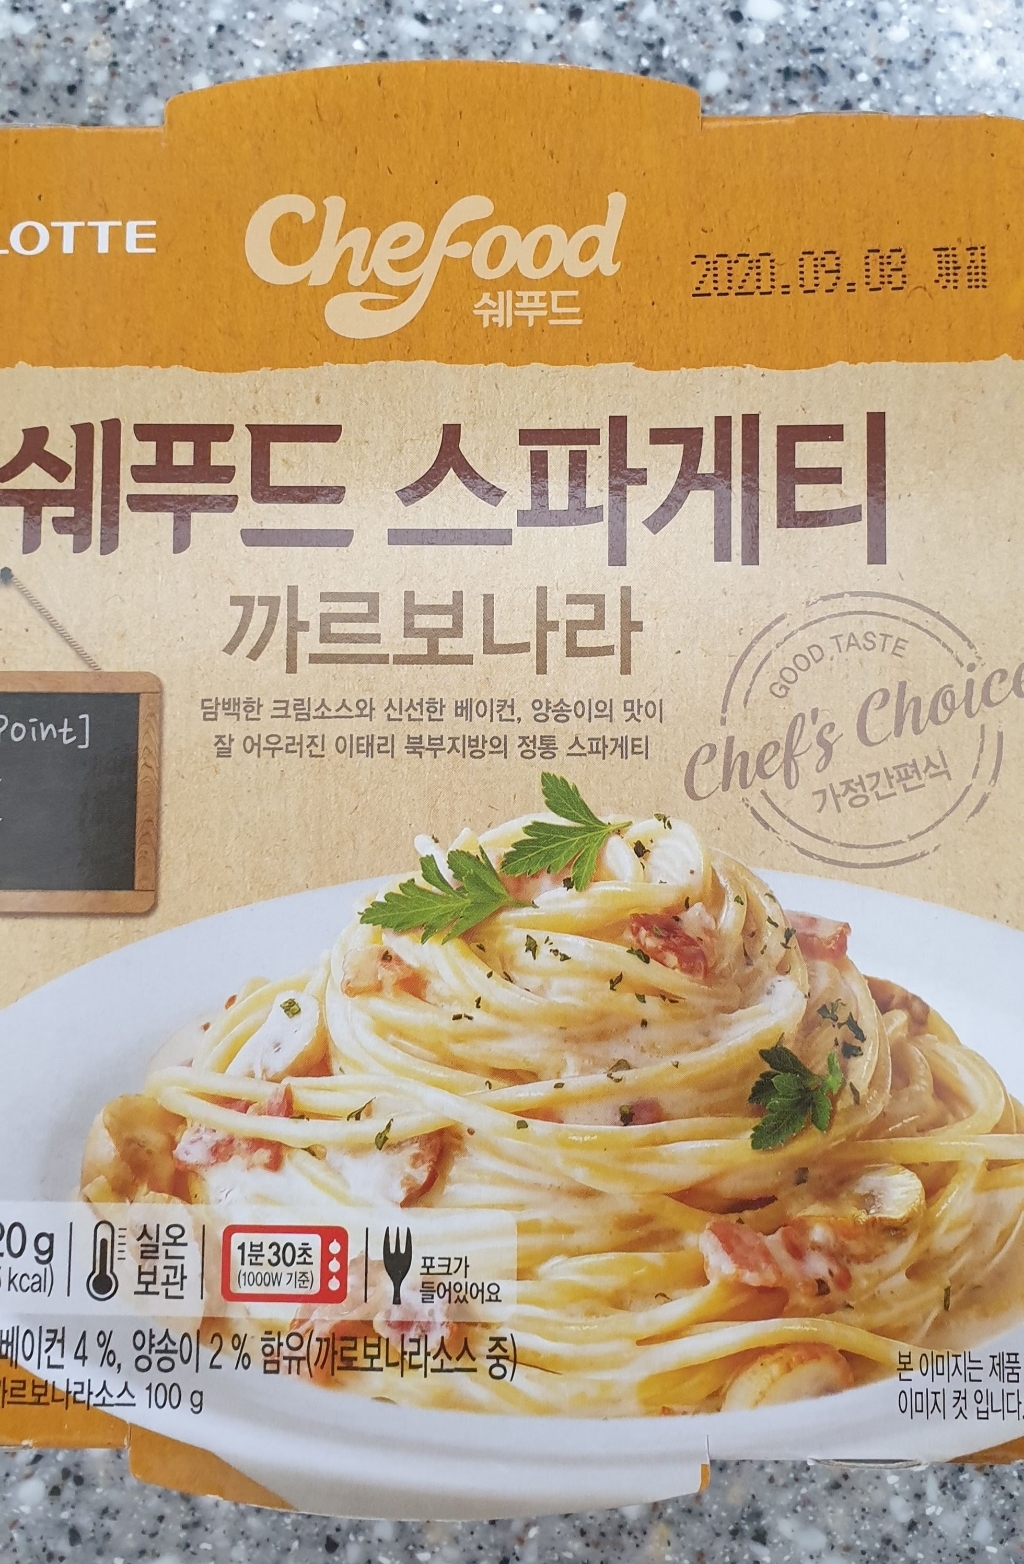 LOTTE
Chefood
쉐푸드
2020.09.08
쉐푸드 스파게티
까르보나라
담백한 크림소스와 신선한 베이컨, 양송이의 맛이
잘 어우러진 이태리 북부지방의 정통 스파게티
GOOD TASTE
Chef's Choice
가정간편식
Point]
20 g
kcal)
실온
보관
1분30초
(1000W 기준)
포크가
들어있어요
베이컨 4 %, 양송이 2 % 함유(까르보나라소스 중)
까르보나라소스 100 g
본 이미지는 제품
이미지 컷 입니다.